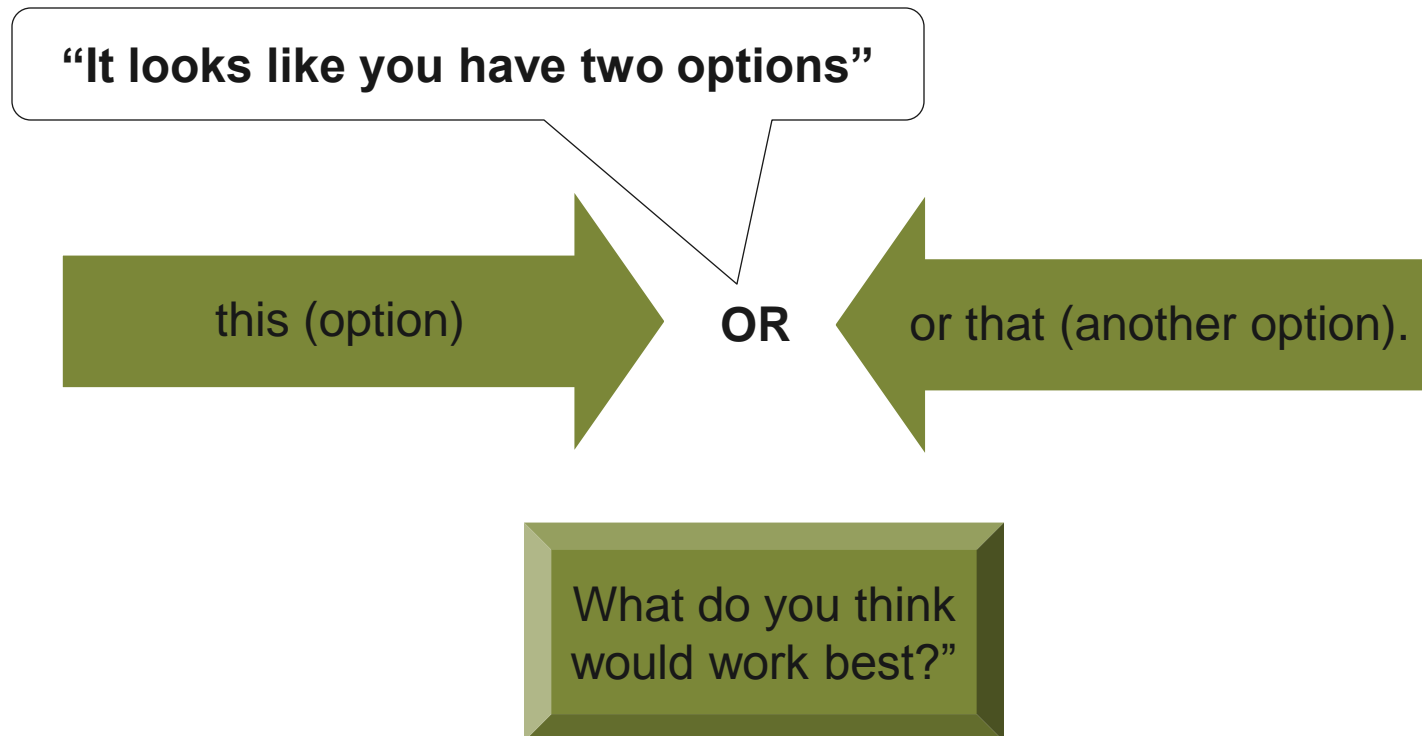 “It looks like you have two options”
this (option)
OR
or that (another option).
What do you think
would work best?”